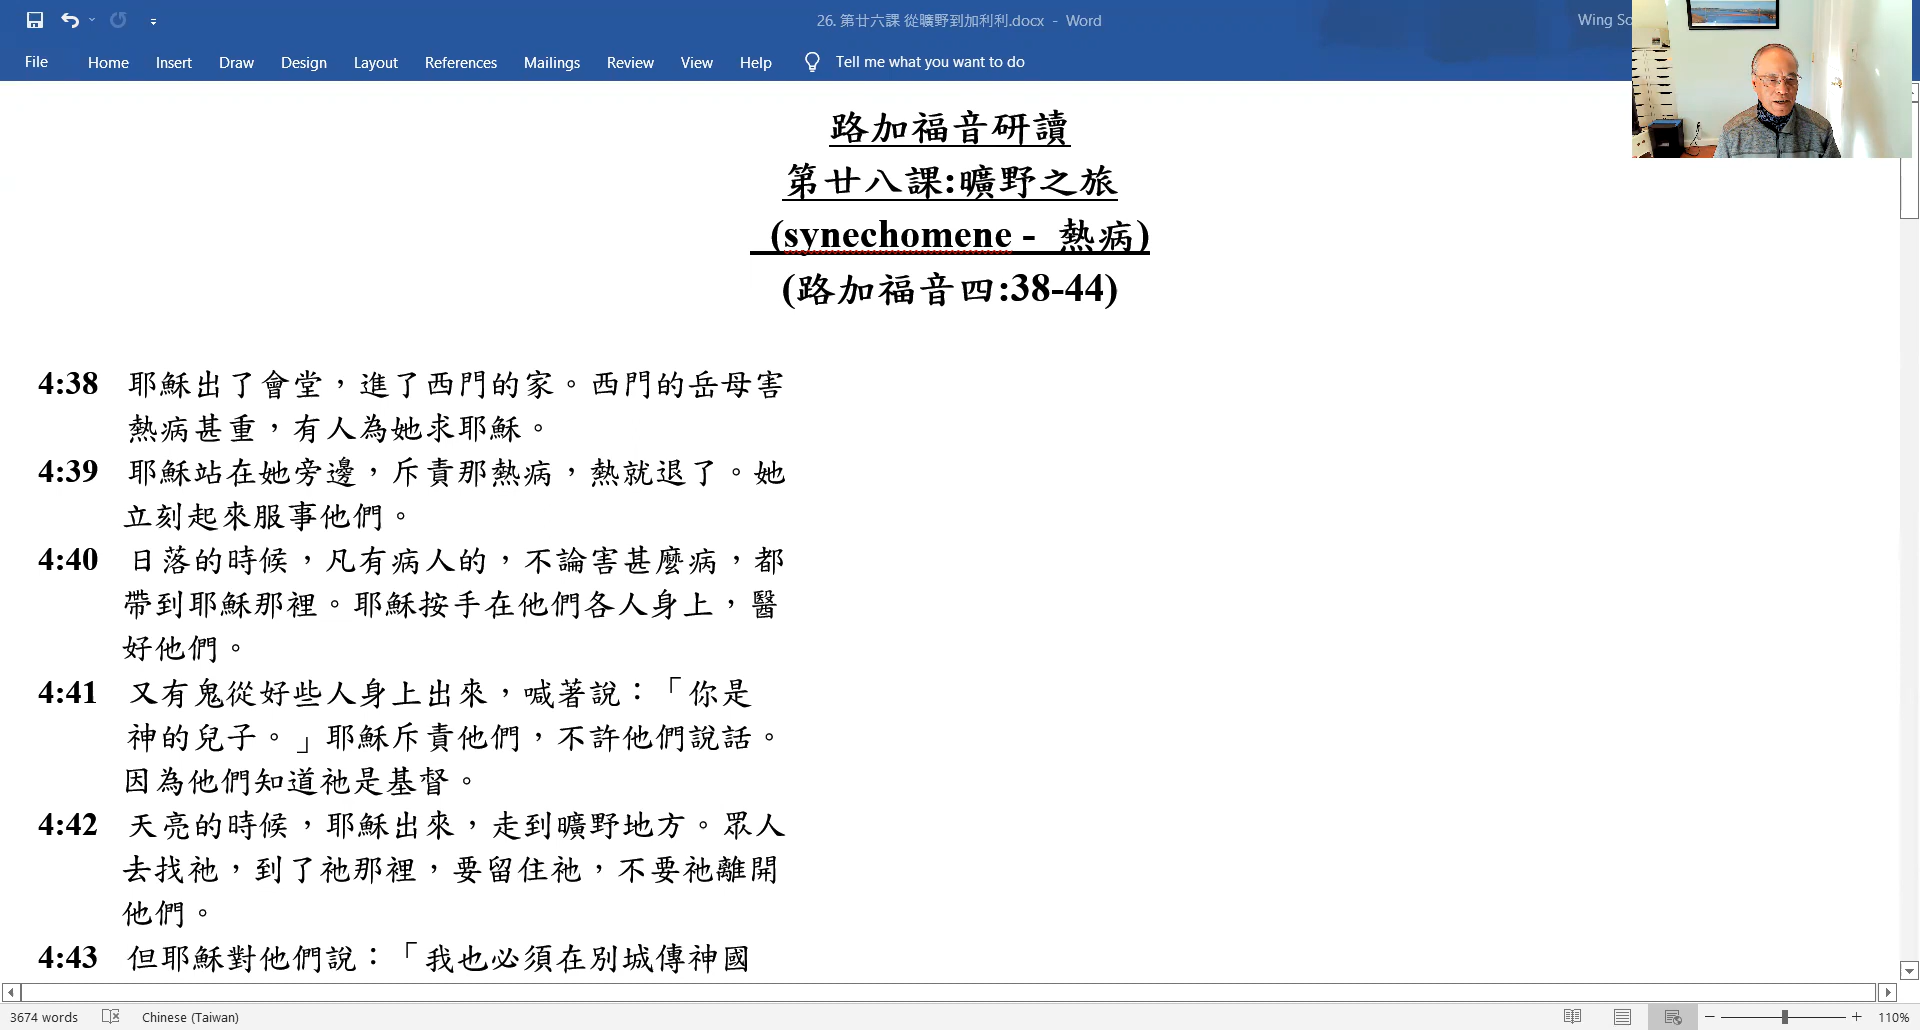 26. 第廿六課 從曠野到加利利.docx - Word
Wing So
File Home Insert Draw Design Layout References Mailings Review View Help Tell me what you want to do
路加福音研讀
第廿八課:曠野之旅
(synechomene - 熱病)
(路加福音四:38-44)
4:38 耶穌出了會堂，進了西門的家。西門的岳母害
熱病甚重，有人為她求耶穌。
4:39 耶穌站在她旁邊，斥責那熱病，熱就退了。她
立刻起來服事他們。
4:40 日落的時候，凡有病人的，不論害甚麼病，都
帶到耶穌那裡。耶穌按手在他們各人身上，醫
好他們。
4:41 又有鬼從好些人身上出來，喊著說：「你是
神的兒子。」耶穌斥責他們，不許他們說話。
因為他們知道祂是基督。
4:42 天亮的時候，耶穌出來，走到曠野地方。眾人
去找祂，到了祂那裡，要留住祂，不要祂離開
他們。
4:43 但耶穌對他們說：「我也必須在別城傳神國
3674 words Chinese (Taiwan) 110%